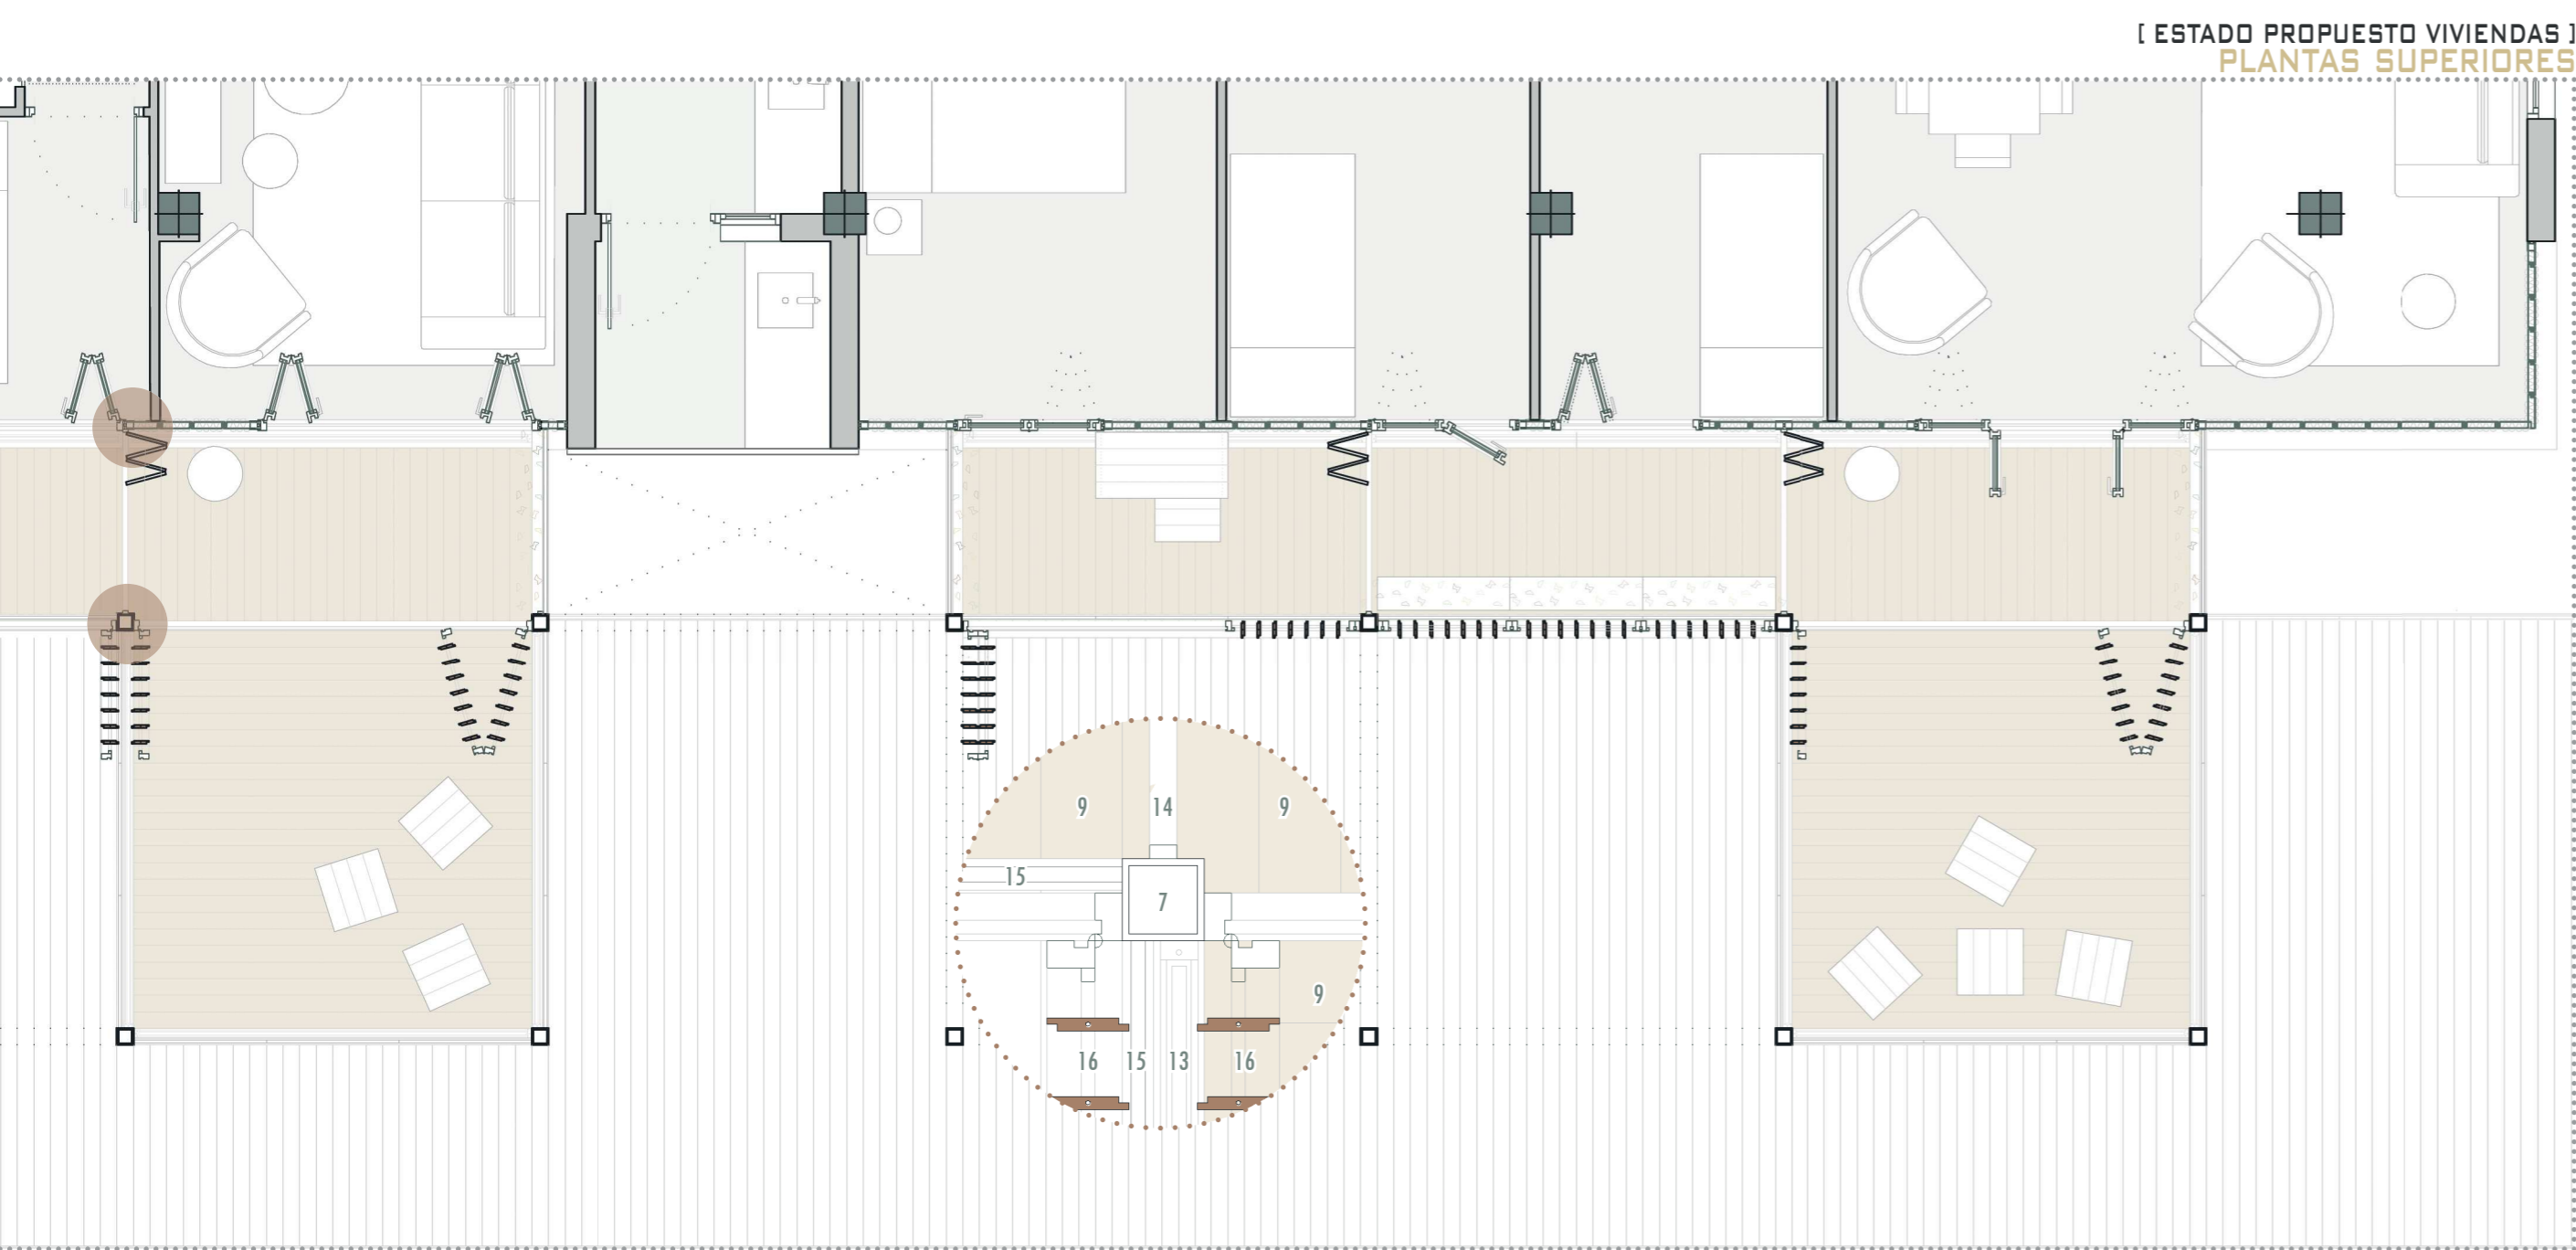 [ ESTADO PROPUESTO VIVIENDAS ]
PLANTAS SUPERIORES
9 14 9
15
7
9
16 15 13 16